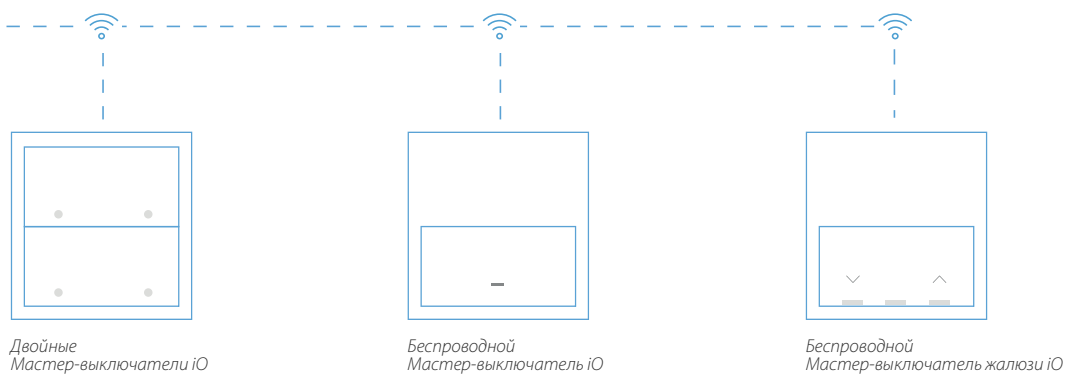 Двойные
Мастер-выключатели iO
Беспроводной
Мастер-выключатель iO
Беспроводной
Мастер-выключатель жалюзи iO